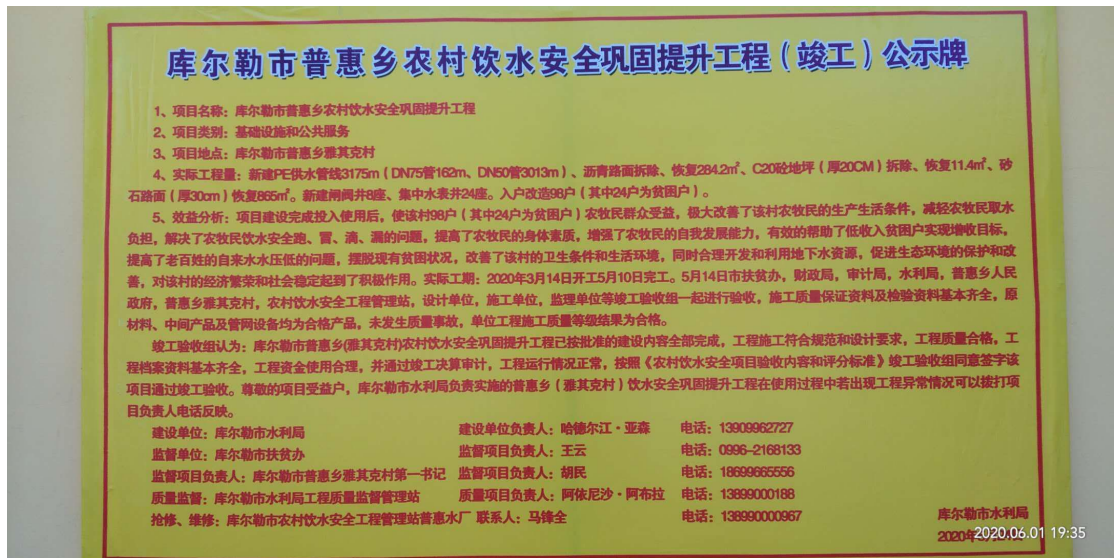 库尔勒市普惠乡农村饮水安全巩固提升工程（竣工）公示牌
1、项目名称：库尔勒市普惠乡农村饮水安全巩固提升工程
2、项目类别：基础设施和公共服务
3、项目地点：库尔勒市普惠乡雅其克村
4、实际工程量：新建PE供水管线3175m（DN75管162m、DN50管3013m）、沥青路面拆除、恢复284.2㎡、C20砼地坪（厚20CM）拆除、恢复11.4㎡、砂
石路面（厚30cm）恢复865㎡。新建闸阀井8座、集中水表井24座。入户改造98户（其中24户为贫困户）。
5、效益分析：项目建设完成投入使用后，使该村98户（其中24户为贫困户）农牧民群众受益，极大改善了该村农牧民的生产生活条件，减轻农牧民取水
负担，解决了农牧民饮水安全跑、冒、滴、漏的问题，提高了农牧民的身体素质，增强了农牧民的自我发展能力，有效的帮助了低收入贫困户实现增收目标，
提高了老百姓的自来水水压低的问题，摆脱现有贫困状况，改善了该村的卫生条件和生活环境，同时合理开发和利用地下水资源，促进生态环境的保护和改
善，对该村的经济繁荣和社会稳定起到了积极作用。实际工期：2020年3月14日开工5月10日完工。5月14日市扶贫办，财政局，审计局，水利局，普惠乡人民
政府，普惠乡雅其克村，农村饮水安全工程管理站，设计单位，施工单位，监理单位等竣工验收组一起进行验收，施工质量保证资料及检验资料基本齐全，原
材料、中间产品及管网设备均为合格产品，未发生质量事故，单位工程施工质量等级结果为合格。
竣工验收组认为：库尔勒市普惠乡(雅其克村)农村饮水安全巩固提升工程已按批准的建设内容全部完成，工程施工符合规范和设计要求，工程质量合格，工
程档案资料基本齐全，工程资金使用合理，并通过竣工决算审计，工程运行情况正常，按照《农村饮水安全项目验收内容和评分标准》竣工验收组同意签字该
项目通过竣工验收。尊敬的项目受益户，库尔勒市水利局负责实施的普惠乡（雅其克村）饮水安全巩固提升工程在使用过程中若出现工程异常情况可以拨打项
目负责人电话反映。
建设单位：库尔勒市水利局 建设单位负责人：哈德尔江·亚森 电话：13909962727
监督单位：库尔勒市扶贫办 监督项目负责人：王云 电话：0996-2168133
监督项目负责人：库尔勒市普惠乡雅其克村第一书记 监督项目负责人：胡民 电话：18699665556
质量监督：库尔勒市水利局工程质量监督管理站 质量项目负责人：阿依尼沙·阿布拉 电话：13899000188
抢修、维修：库尔勒市农村饮水安全工程管理站普惠水厂 联系人：马锋全 电话：138990000967
库尔勒市水利局
2020年
2020.06.01 19:35